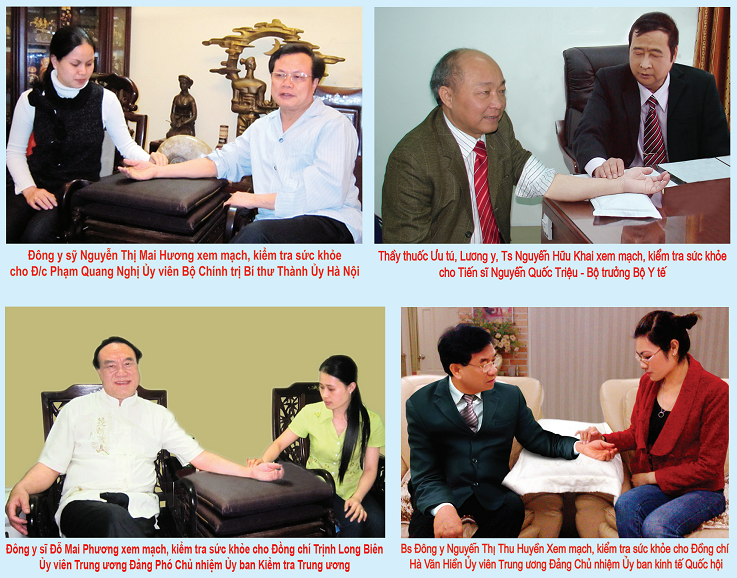 Đông y sỹ Nguyễn Thị Mai Hương xem mạch, kiểm tra sức khỏe
cho Đ/c Phạm Quang Nghị Ủy viên Bộ Chính trị Bí thư Thành Ủy Hà Nội
Thầy thuốc Ưu tú, Lương y, Ts Nguyễn Hữu Khai xem mạch, kiểm tra sức khỏe
cho Tiến sĩ Nguyễn Quốc Triệu - Bộ trưởng Bộ Y tế
Đông y sĩ Đỗ Mai Phương xem mạch, kiểm tra sức khỏe cho Đồng chí Trịnh Long Biên
Ủy viên Trung ương Đảng Phó Chủ nhiệm Ủy ban Kiểm tra Trung ương
Bs Đông y Nguyễn Thị Thu Huyền Xem mạch, kiểm tra sức khỏe cho Đồng chí
Hà Văn Hiền Ủy viên Trung ương Đảng Chủ nhiệm Ủy ban kinh tế Quốc hội